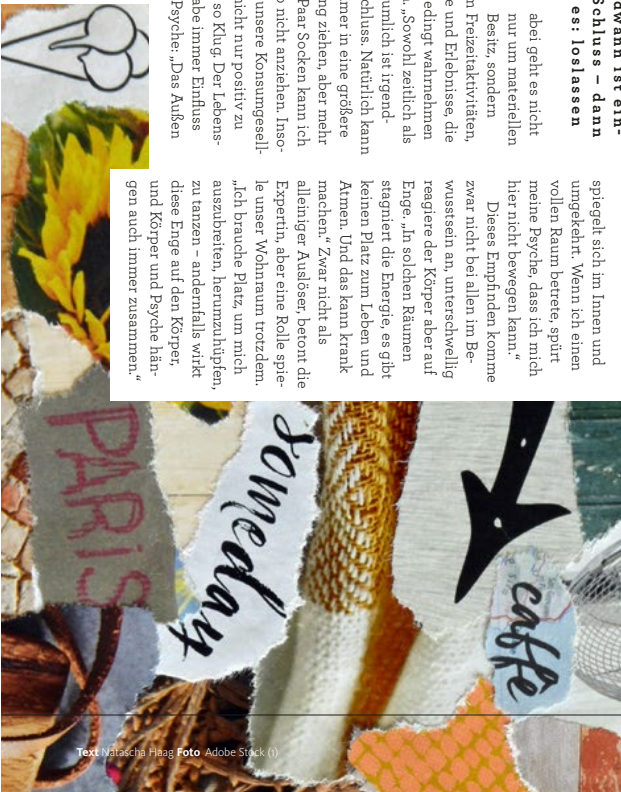 dwann ist ein-
Schluss – dann
es: loslassen
abei geht es nicht
nur um materiellen
Besitz, sondern
n Freizeitaktivitäten,
e und Erlebnisse, die
edingt wahrnehmen
. „Sowohl zeitlich als
umlich ist irgend-
chluss. Natürlich kann
mer in eine größere
ng ziehen, aber mehr
Paar Socken kann ich
o nicht anziehen. Inso-
unsere Konsumgesell-
nicht nur positiv zu
so Klug. Der Lebens-
abe immer Einfluss
Psyche: „Das Außen
spiegelt sich im Innen und
umgekehrt. Wenn ich einen
vollen Raum betrete, spürt
meine Psyche, dass ich mich
hier nicht bewegen kann.“
Dieses Empfinden komme
zwar nicht bei allen im Be-
wusstsein an, unterschwellig
reagiere der Körper aber auf
Enge. „In solchen Räumen
stagniert die Energie, es gibt
keinen Platz zum Leben und
Atmen. Und das kann krank
machen.“ Zwar nicht als
alleiniger Auslöser, betont die
Expertin, aber eine Rolle spie-
le unser Wohnraum trotzdem.
„Ich brauche Platz, um mich
auszubreiten, herumzuhüpfen,
zu tanzen – andernfalls wirkt
diese Enge auf den Körper,
und Körper und Psyche hän-
gen auch immer zusammen.“
caffe
someday
PARiS
Text Natascha Haag Foto Adobe Stock (1)